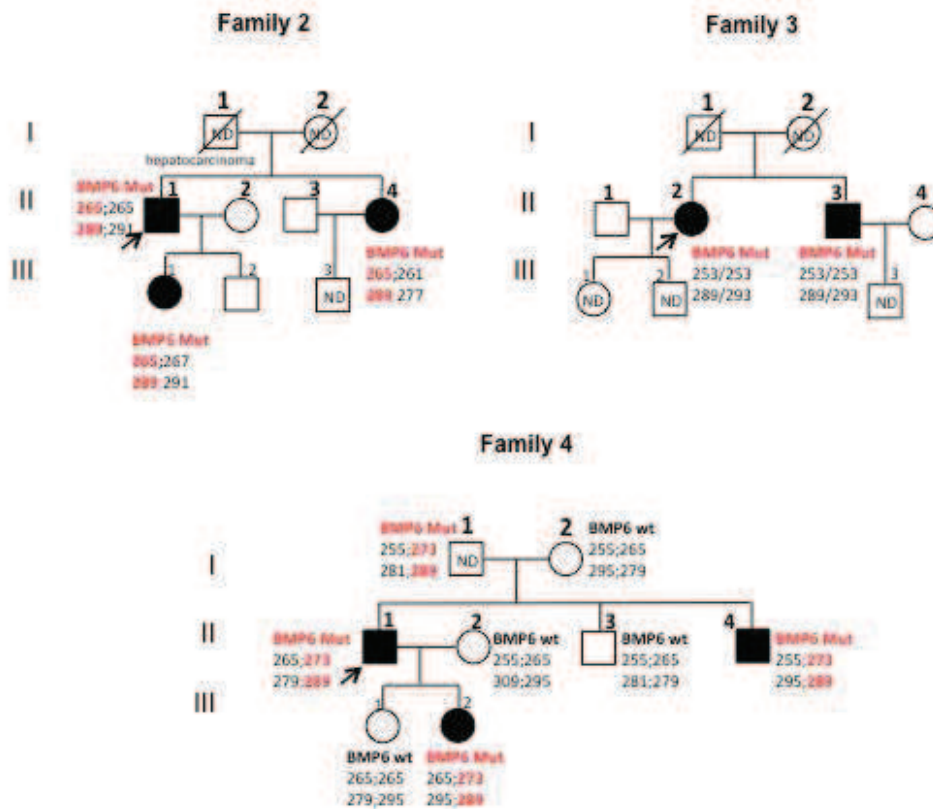 Family 2
Family 3
1 2
I ND ND
hepatocarcinoma
BMP6 Mut 1 2 3 4
II
265;265
289;291
BMP6 Mut
265;261
289 277
III 1 2 3
ND
BMP6 Mut
265;267
289 291
1 2
I ND ND
1 2 3 4
II
BMP6 Mut BMP6 Mut
253/253 253/253
289/293 289/293
III 1 2 3
ND ND ND
Family 4
BMP6 Mut 1 2 BMP6 wt
I 255;273 ND 255;265
281;289 295;279
II 1 2 3 4
BMP6 Mut BMP6 wt BMP6 wt BMP6 Mut
265;273 255;265 255;265 255;273
279;289 309;295 281;279 295;289
III 1 2
BMP6 wt BMP6 Mut
265;265 265;273
279;295 295;289